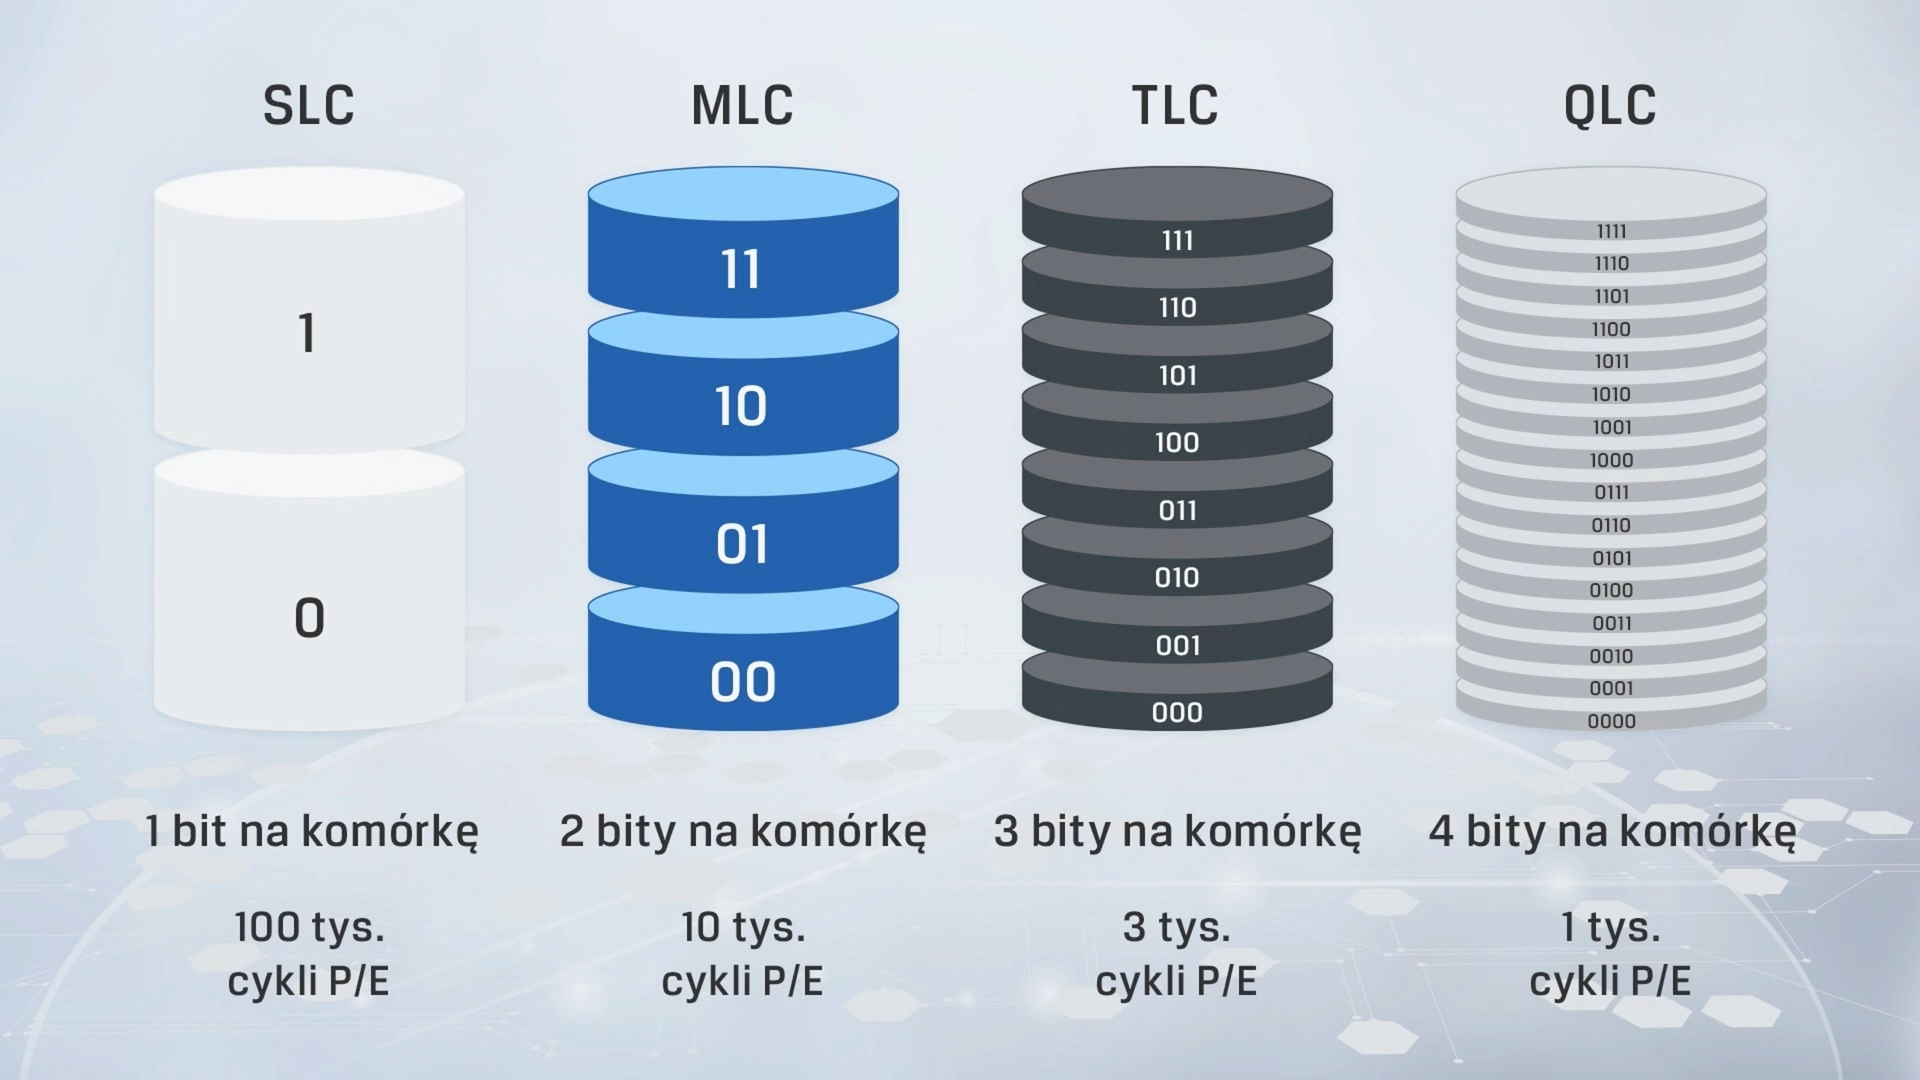 SLC
1
0
1 bit na komórkę
100 tys.
cykli P/E
MLC
11
10
01
00
2 bity na komórkę
10 tys.
cykli P/E
TLC
111
110
101
100
011
010
001
000
3 bity na komórkę
3 tys.
cykli P/E
QLC
1111
1110
1101
1100
1011
1010
1001
1000
0111
0110
0101
0100
0011
0010
0001
0000
4 bity na komórkę
1 tys.
cykli P/E